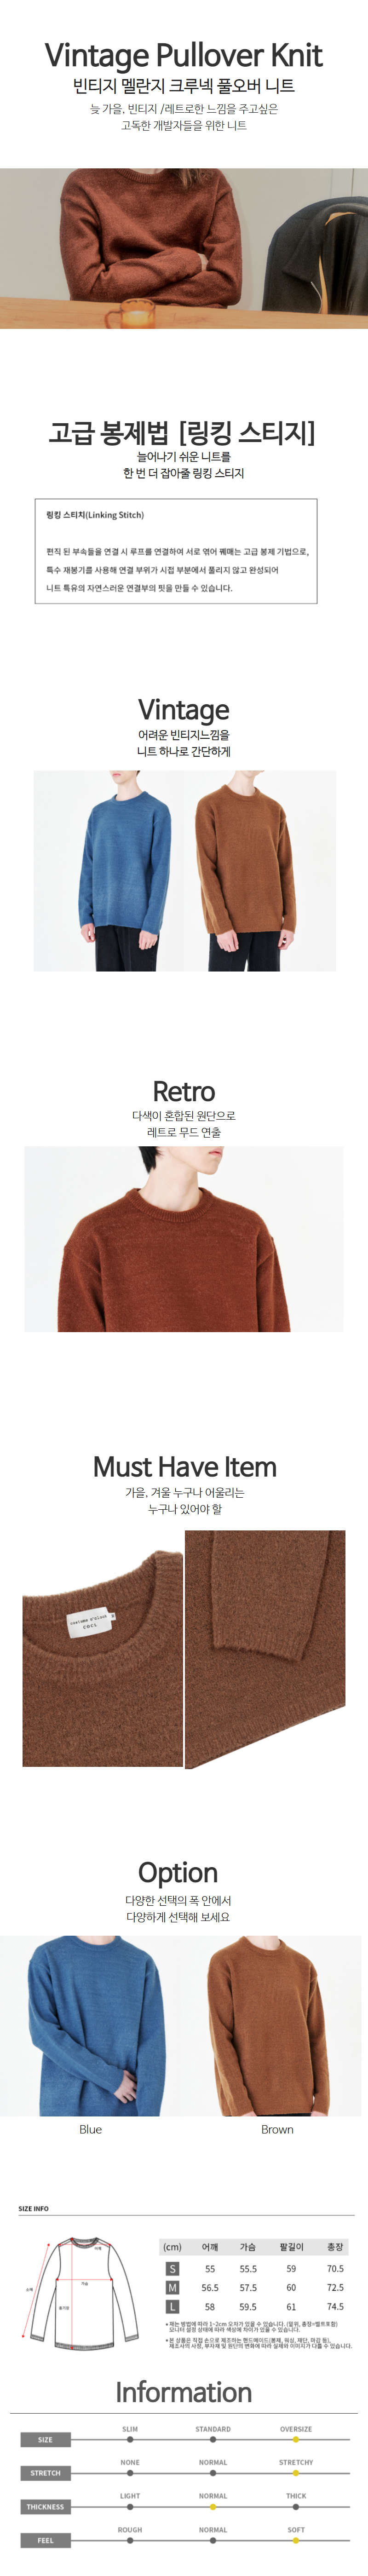 Vintage Pullover Knit
빈티지 멜란지 크루넥 풀오버 니트
늦 가을, 빈티지 /레트로한 느낌을 주고싶은
고독한 개발자들을 위한 니트
고급 봉제법 [링킹 스티지]
늘어나기 쉬운 니트를
한 번 더 잡아줄 링킹 스티지
링킹 스티치(Linking Stitch)
편직 된 부속들을 연결 시 루프를 연결하여 서로 엮어 꿰매는 고급 봉제 기법으로,
특수 재봉기를 사용해 연결 부위가 시접 부분에서 풀리지 않고 완성되어
니트 특유의 자연스러운 연결부의 핏을 만들 수 있습니다.
Vintage
어려운 빈티지느낌을
니트 하나로 간단하게
Retro
다색이 혼합된 원단으로
레트로 무드 연출
Must Have Item
가을, 겨울 누구나 어울리는
누구나 있어야 할
Option
다양한 선택의 폭 안에서
다양하게 선택해 보세요
Blue Brown
SIZE INFO
어깨
소매
가슴
(cm) 어깨 가슴 팔길이 총장
S 55 55.5 59 70.5
M 56.5 57.5 60 72.5
L 58 59.5 61 74.5
Information
SLIM STANDARD OVERSIZE
SIZE
NONE NORMAL STRETCHY
STRETCH
LIGHT NORMAL THICK
THICKNESS
ROUGH NORMAL SOFT
FEEL